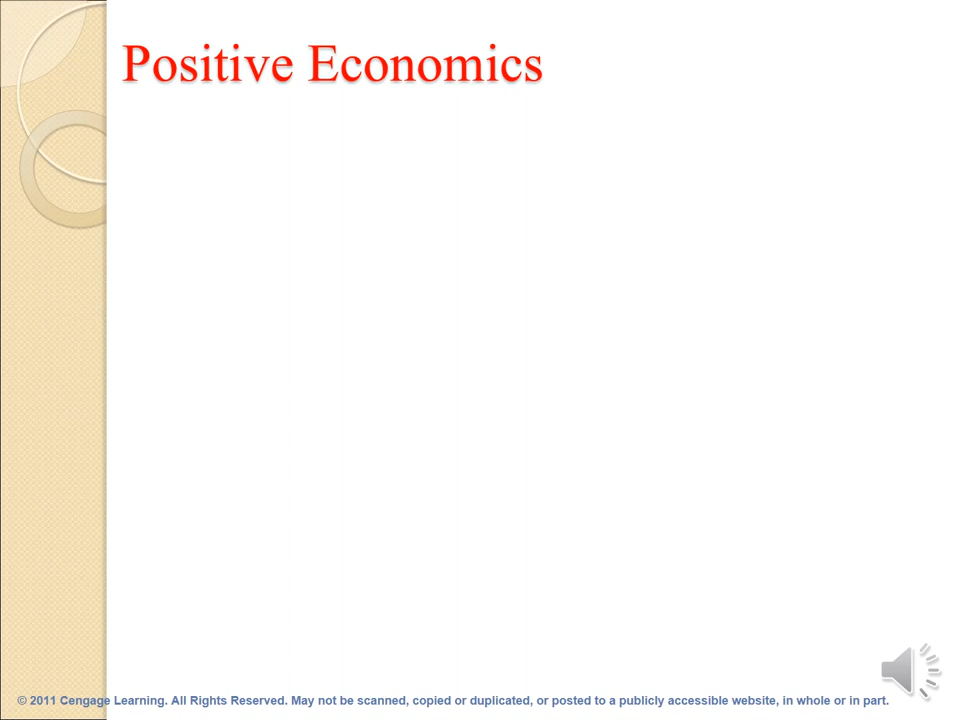 Positive Economics
© 2011 Cengage Learning. All Rights Reserved. May not be scanned, copied or duplicated, or posted to a publicly accessible website, in whole or in part.